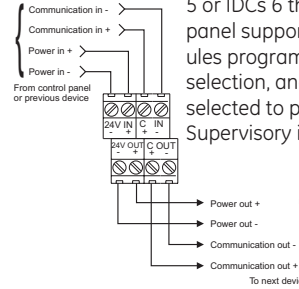 Communication in -
Communication in +
Power in +
Power in -
From control panel
or previous device
5 or IDCs 6 th
panel suppor
ules program
selection, an
selected to p
Supervisory i
24V IN C IN
- + + -
24V OUT C OUT
- + + -
Power out +
Power out -
Communication out -
Communication out +
To next devi